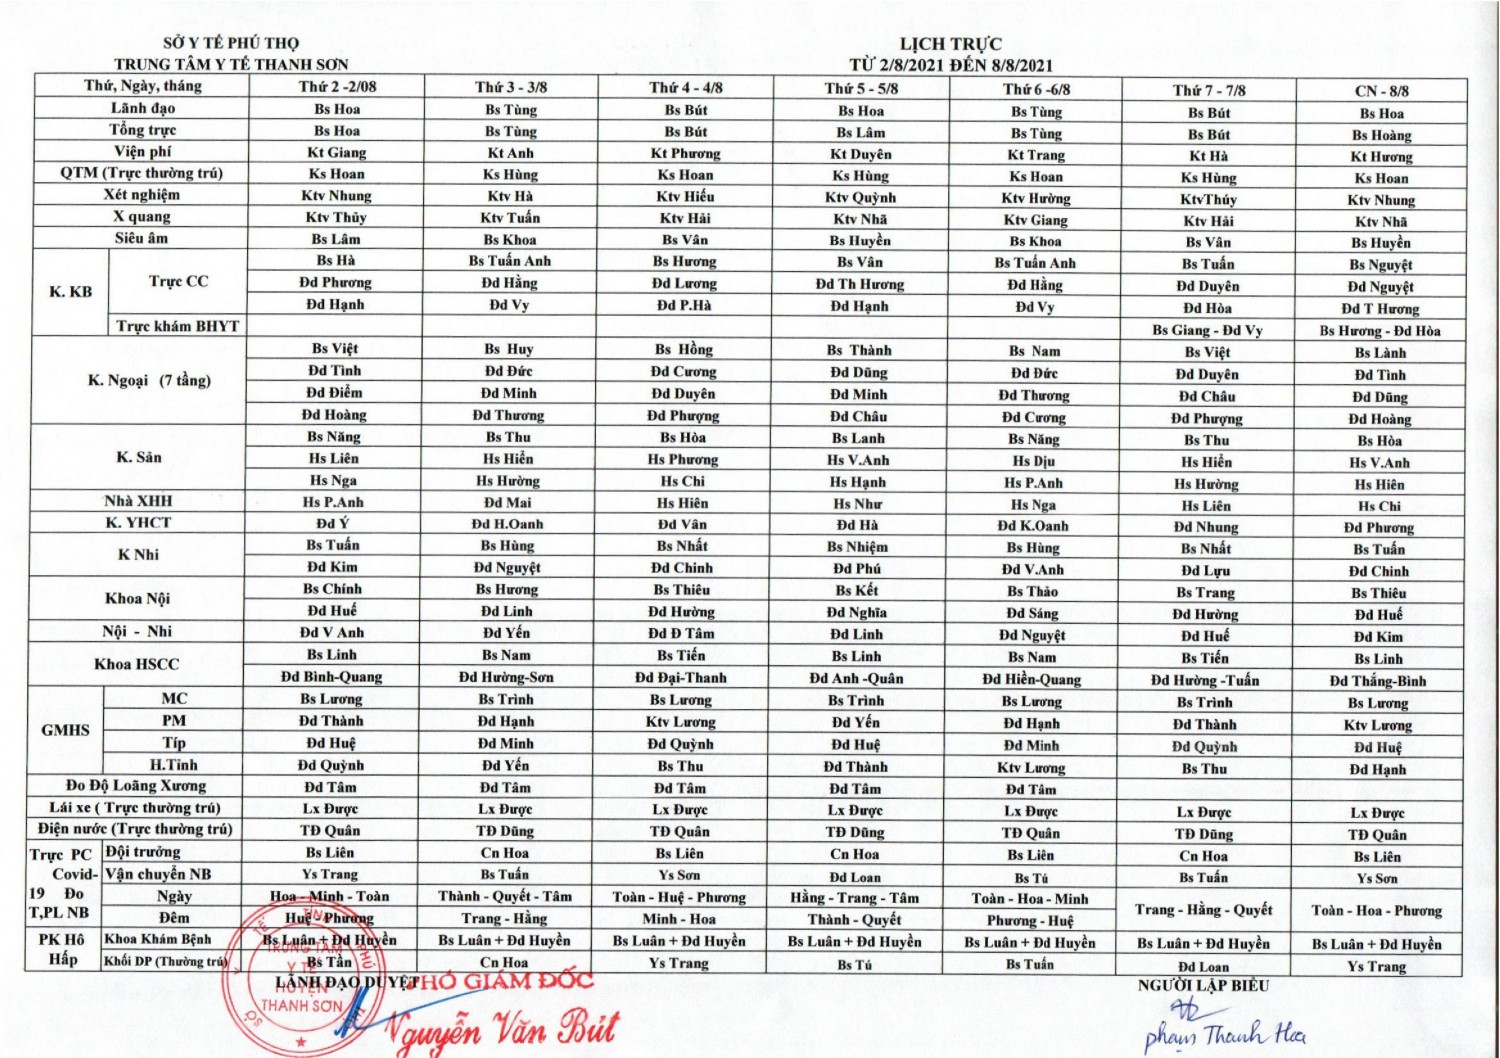 SỞ Y TẾ PHÚ THỌ
TRUNG TÂM Y TẾ THANH SƠN
LỊCH TRỰC
TỪ 2/8/2021 ĐẾN 8/8/2021
Thứ, Ngày, tháng Thứ 2 -2/08 Thứ 3 - 3/8 Thứ 4 - 4/8 Thứ 5 - 5/8 Thứ 6 -6/8 Thứ 7 - 7/8 CN - 8/8
Lãnh đạo Bs Hoa Bs Tùng Bs Bút Bs Hoa Bs Tùng Bs Bút Bs Hoa
Tổng trực Bs Hoa Bs Tùng Bs Bút Bs Lâm Bs Tùng Bs Bút Bs Hoàng
Viện phí Kt Giang Kt Anh Kt Phương Kt Duyên Kt Trang Kt Hà Kt Hương
QTM (Trực thường trú) Ks Hoan Ks Hùng Ks Hoan Ks Hùng Ks Hoan Ks Hùng Ks Hoan
Xét nghiệm Ktv Nhung Ktv Hà Ktv Hiếu Ktv Quỳnh Ktv Hường KtvThúy Ktv Nhung
X quang Ktv Thủy Ktv Tuấn Ktv Hải Ktv Nhã Ktv Giang Ktv Hải Ktv Nhã
Siêu âm Bs Lâm Bs Khoa Bs Vân Bs Huyền Bs Khoa Bs Vân Bs Huyền
K. KB Trực CC Bs Hà Bs Tuấn Anh Bs Hương Bs Vân Bs Tuấn Anh Bs Tuấn Bs Nguyệt
Đd Phương Đd Hằng Đd Lương Đd Th Hương Đd Hằng Đd Duyên Đd Nguyệt
Đd Hạnh Đd Vy Đd P.Hà Đd Hạnh Đd Vy Đd Hòa Đd T Hương
Trực khám BHYT Bs Giang - Đd Vy Bs Hương - Đd Hòa
K. Ngoại (7 tầng) Bs Việt Bs Huy Bs Hồng Bs Thành Bs Nam Bs Việt Bs Lành
Đd Tình Đd Đức Đd Cương Đd Dũng Đd Đức Đd Duyên Đd Tình
Đd Điểm Đd Minh Đd Duyên Đd Minh Đd Thương Đd Châu Đd Dũng
Đd Hoàng Đd Thương Đd Phượng Đd Châu Đd Cương Đd Phượng Đd Hoàng
K. Sản Bs Năng Bs Thu Bs Hòa Bs Lanh Bs Năng Bs Thu Bs Hòa
Hs Liên Hs Hiển Hs Phương Hs V.Anh Hs Dịu Hs Hiển Hs V.Anh
Hs Nga Hs Hường Hs Chi Hs Hạnh Hs P.Anh Hs Hường Hs Hiên
Nhà XHH Hs P.Anh Đd Mai Hs Hiên Hs Như Hs Nga Hs Liên Hs Chi
K. YHCT Đd Ý Đd H.Oanh Đd Vân Đd Hà Đd K.Oanh Đd Nhung Đd Phương
K Nhi Bs Tuấn Bs Hùng Bs Nhất Bs Nhiệm Bs Hùng Bs Nhất Bs Tuấn
Đd Kim Đd Nguyệt Đd Chinh Đd Phú Đd V.Anh Đd Lựu Đd Chinh
Khoa Nội Bs Chính Bs Hương Bs Thiêu Bs Kết Bs Thảo Bs Trang Bs Thiêu
Đd Huế Đd Linh Đd Hường Đd Nghĩa Đd Sáng Đd Hường Đd Huế
Nội - Nhi Đd V Anh Đd Yến Đd Đ Tâm Đd Linh Đd Nguyệt Đd Huế Đd Kim
Khoa HSCC Bs Linh Bs Nam Bs Tiến Bs Linh Bs Nam Bs Tiến Bs Linh
Đd Bình-Quang Đd Hường-Sơn Đd Đại-Thanh Đd Anh -Quân Đd Hiền-Quang Đd Hường -Tuấn Đd Thắng-Bình
GMHS MC Bs Lương Bs Trình Bs Lương Bs Trình Bs Lương Bs Trình Bs Lương
PM Đd Thành Đd Hạnh Ktv Lương Đd Yến Đd Hạnh Đd Thành Ktv Lương
Típ Đd Huệ Đd Minh Đd Quỳnh Đd Huệ Đd Minh Đd Quỳnh Đd Huệ
H.Tỉnh Đd Quỳnh Đd Yến Bs Thu Đd Thành Ktv Lương Bs Thu Đd Hạnh
Đo Độ Loãng Xương Đd Tâm Đd Tâm Đd Tâm Đd Tâm Đd Tâm
Lái xe ( Trực thường trú) Lx Được Lx Được Lx Được Lx Được Lx Được Lx Được Lx Được
Điện nước (Trực thường trú) TĐ Quân TĐ Dũng TĐ Quân TĐ Dũng TĐ Quân TĐ Dũng TĐ Quân
Trực PC Covid-19 Đo T,PL NB Đội trưởng Bs Liên Cn Hoa Bs Liên Cn Hoa Bs Liên Cn Hoa Bs Liên
Vận chuyển NB Ys Trang Bs Tuấn Ys Sơn Đd Loan Bs Tú Bs Tuấn Ys Sơn
Ngày Hoa - Minh - Toàn Thành - Quyết - Tâm Toàn - Huệ - Phương Hằng - Trang - Tâm Toàn - Hoa - Minh Trang - Hằng - Quyết Toàn - Hoa - Phương
Đêm Huệ - Phương Trang - Hằng Minh - Hoa Thành - Quyết Phương - Huệ
PK Hô Hấp Khoa Khám Bệnh Bs Luân + Đd Huyền Bs Luân + Đd Huyền Bs Luân + Đd Huyền Bs Luân + Đd Huyền Bs Luân + Đd Huyền Bs Luân + Đd Huyền Bs Luân + Đd Huyền
Khối DP (Thường trú) Bs Tần Cn Hoa Ys Trang Bs Tú Bs Tuấn Đd Loan Ys Trang
LÃNH ĐẠO DUYỆT
PHÓ GIÁM ĐỐC
NGƯỜI LẬP BIỂU
TRUNG TÂM
Y TẾ
HUYỆN
THANH SƠN
Nguyễn Văn Bút
Phạm Thanh Hoa